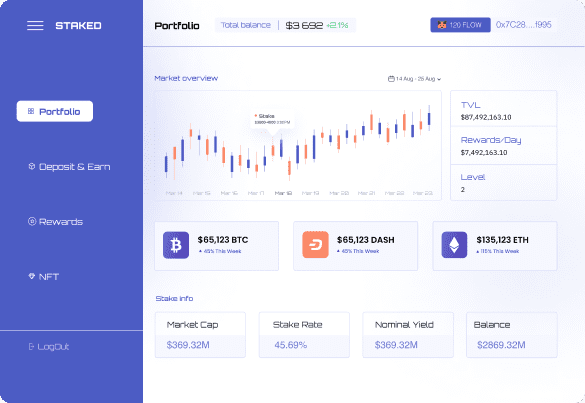 STAKED
Portfolio
Total balance
$3 692 +2.1%
120 FLOW
0x7C28....1995
Portfolio
Deposit & Earn
Rewards
NFT
LogOut
Market overview
14 Aug - 25 Aug
Stake
Mar 14 Mar 15 Mar 16 Mar 17 Mar 18 Mar 19 Mar 20 Mar 21 Mar 22 Mar 23
TVL
$87,492,163.10
Rewards/Day
$7,492,163.10
Level
2
$65,123 BTC
45% This Week
$65,123 DASH
45% This Week
$135,123 ETH
115% This Week
Stake info
Market Cap
$369.32M
Stake Rate
45.69%
Nominal Yield
$369.32M
Balance
$2869.32M